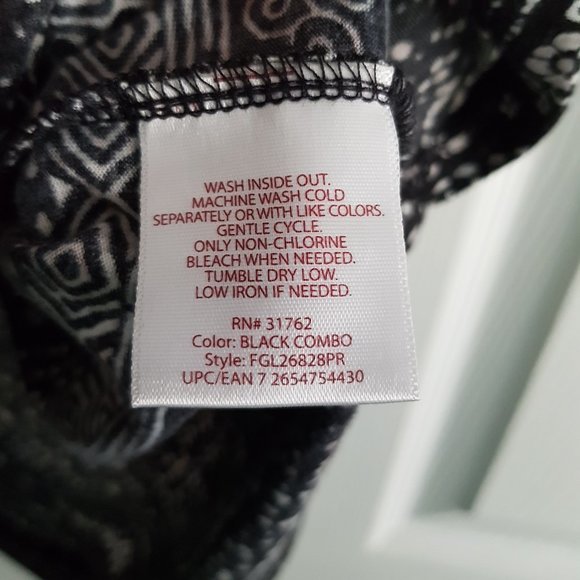 WASH INSIDE OUT.
MACHINE WASH COLD
SEPARATELY OR WITH LIKE COLORS.
GENTLE CYCLE.
ONLY NON-CHLORINE
BLEACH WHEN NEEDED.
TUMBLE DRY LOW.
LOW IRON IF NEEDED.
RN# 31762
Color: BLACK COMBO
Style: FGL26828PR
UPC/EAN 7 2654754430